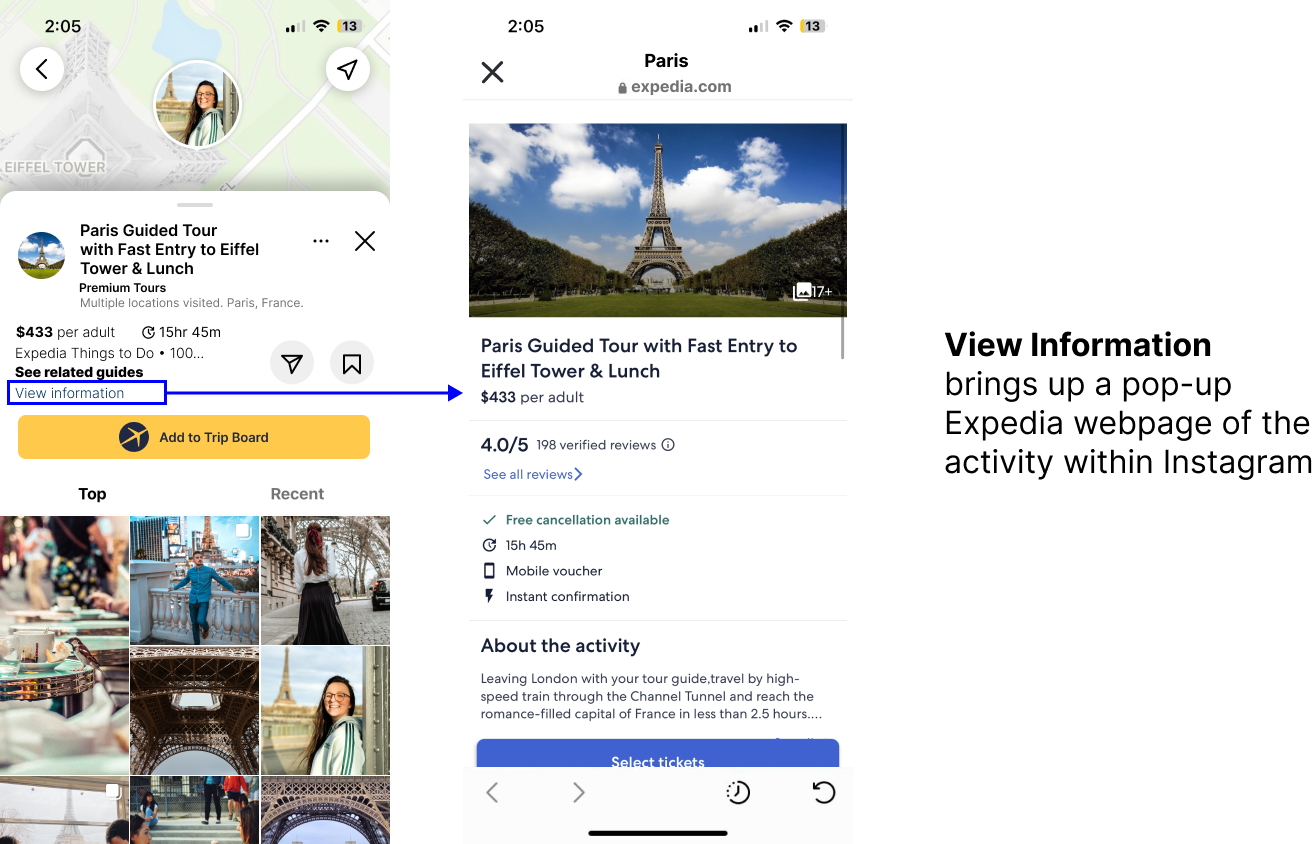 2:05
13
EIFFEL TOWER
Paris Guided Tour
with Fast Entry to Eiffel
Tower & Lunch
Premium Tours
Multiple locations visited. Paris, France.
$433 per adult 15hr 45m
Expedia Things to Do • 100...
See related guides
View information
Add to Trip Board
Top Recent
2:05
13
Paris
expedia.com
17+
Paris Guided Tour with Fast Entry to
Eiffel Tower & Lunch
$433 per adult
4.0/5 198 verified reviews
See all reviews
Free cancellation available
15h 45m
Mobile voucher
Instant confirmation
About the activity
Leaving London with your tour guide,travel by high-
speed train through the Channel Tunnel and reach the
romance-filled capital of France in less than 2.5 hours....
Select tickets
View Information
brings up a pop-up
Expedia webpage of the
activity within Instagram